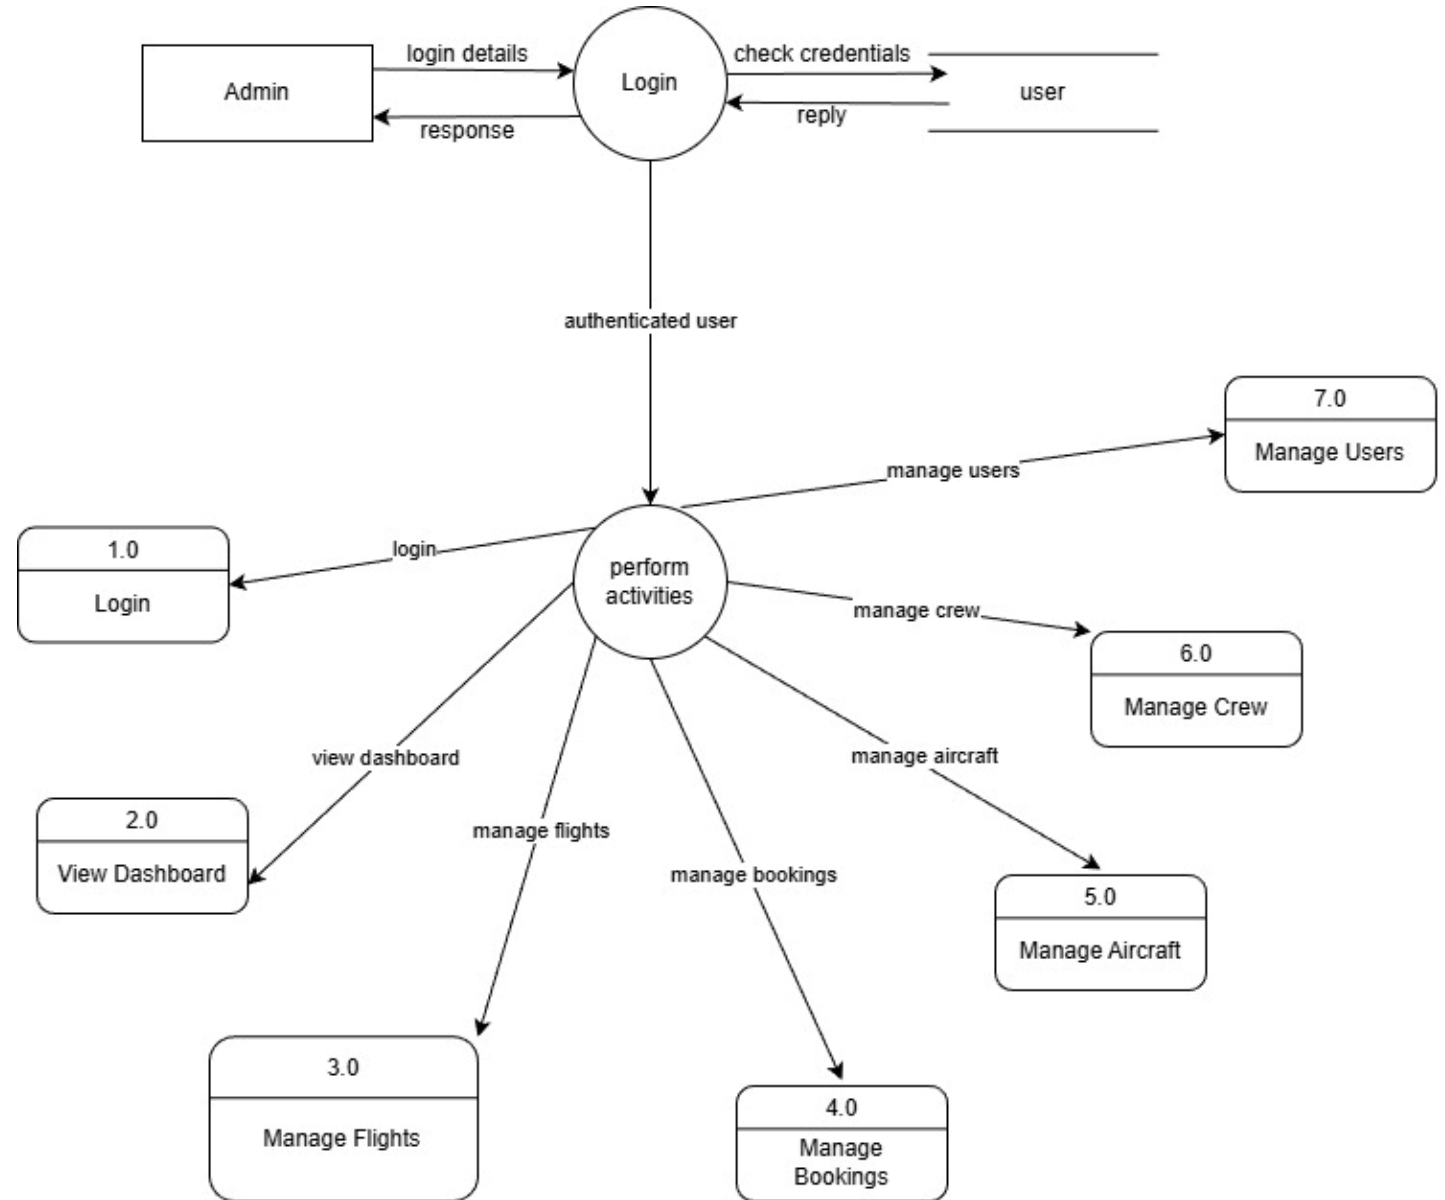 login details
check credentials
Admin
Login
user
response
reply
authenticated user
7.0
Manage Users
manage users
1.0
Login
login
perform
activities
manage crew
6.0
Manage Crew
view dashboard
manage aircraft
2.0
View Dashboard
manage flights
manage bookings
5.0
Manage Aircraft
3.0
Manage Flights
4.0
Manage
Bookings